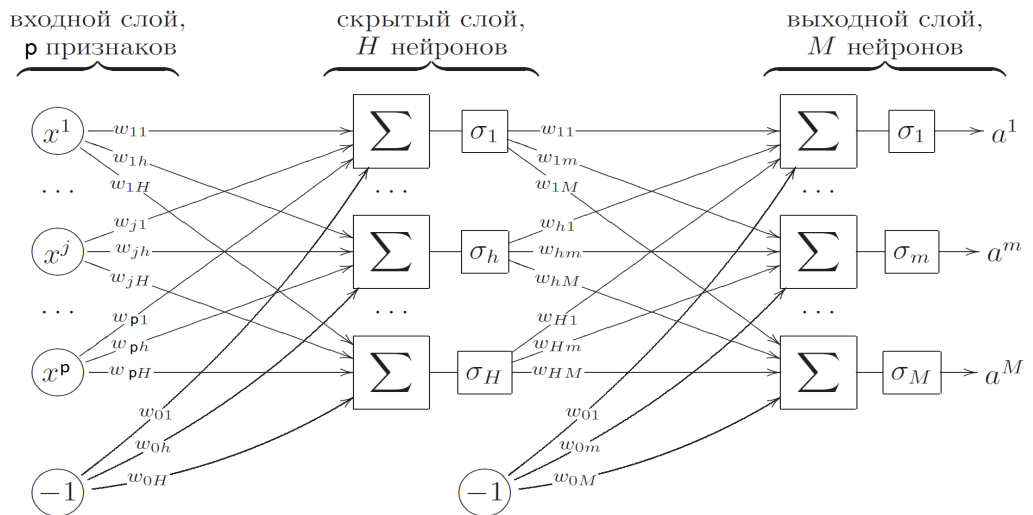 входной слой,
p признаков
скрытый слой,
H нейронов
выходной слой,
M нейронов
x¹ w₁₁ ∑ σ₁ w₁₁ ∑ σ₁ a¹
w₁ₕ w₁ₘ
w₁H w₁M
... ... ...
wⱼ₁ wₕ₁
xʲ wⱼₕ ∑ σₕ wₕₘ ∑ σₘ aᵐ
wⱼH wₕM
... ... ...
wₚ₁ wH₁
wₚₕ wHₘ
xᵖ wₚH ∑ σH wHM ∑ σM aᴹ
w₀₁ w₀₁
w₀ₕ w₀ₘ
w₀H w₀M
−1 −1